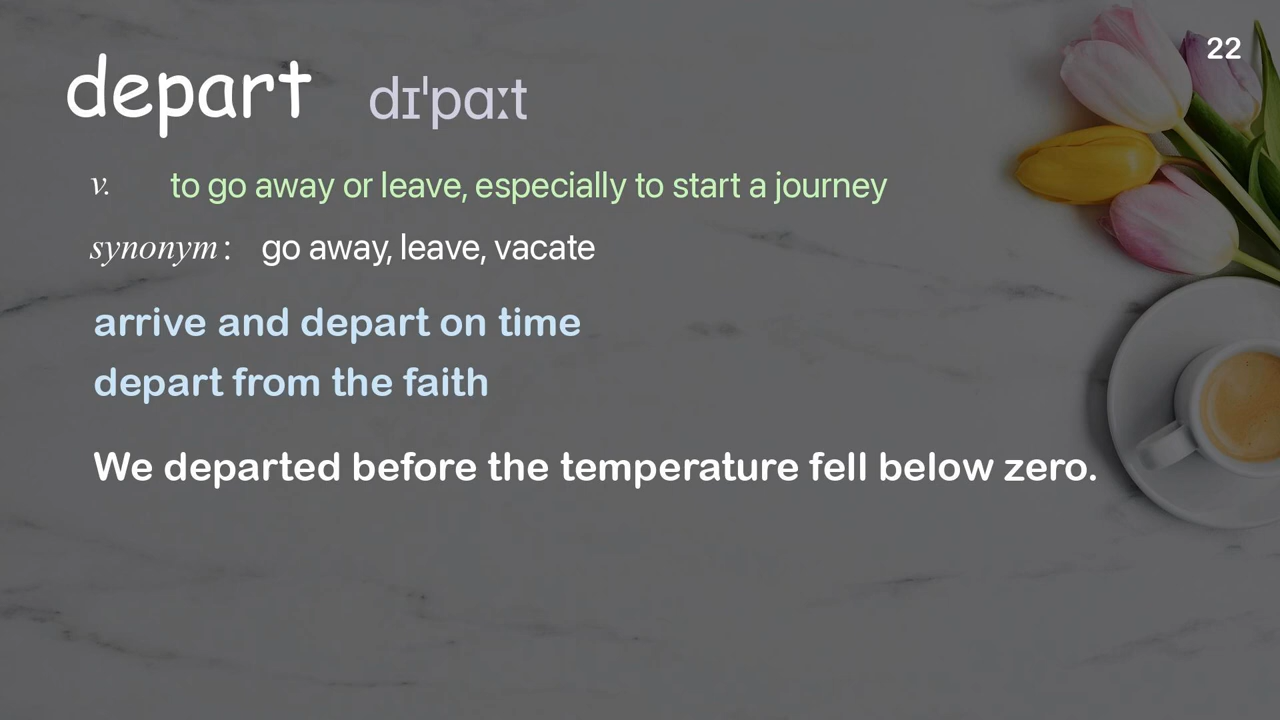 22
depart dɪˈpɑːt
v. to go away or leave, especially to start a journey
synonym: go away, leave, vacate
arrive and depart on time
depart from the faith
We departed before the temperature fell below zero.